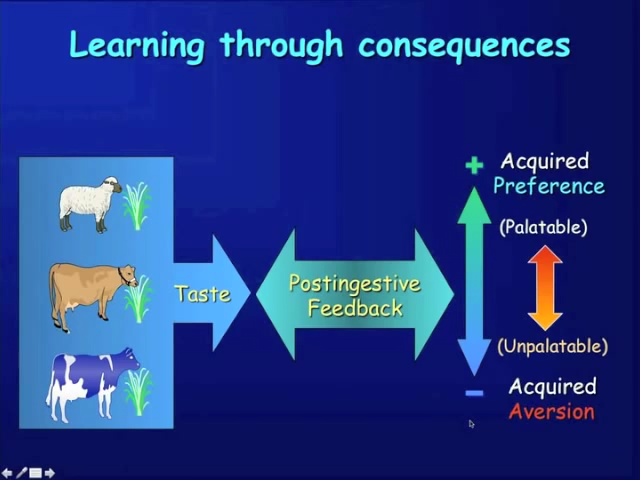 Learning through consequences
+ Acquired
Preference
(Palatable)
Taste
Postingestive
Feedback
(Unpalatable)
- Acquired
Aversion